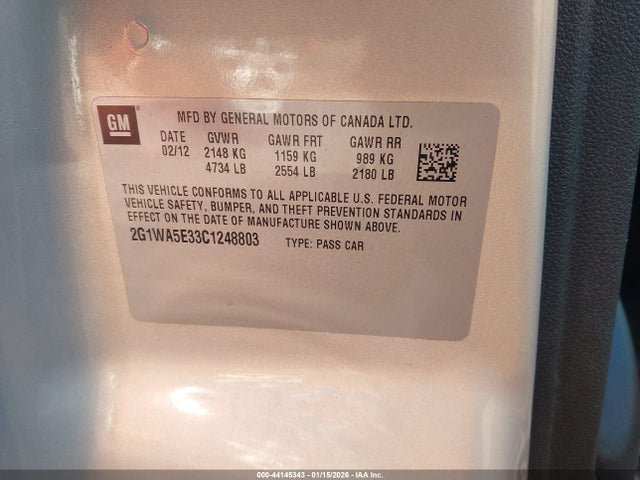 GM
MFD BY GENERAL MOTORS OF CANADA LTD.
DATE GVWR GAWR FRT GAWR RR
02/12 2148 KG 1159 KG 989 KG
4734 LB 2554 LB 2180 LB
THIS VEHICLE CONFORMS TO ALL APPLICABLE U.S. FEDERAL MOTOR
VEHICLE SAFETY, BUMPER, AND THEFT PREVENTION STANDARDS IN
EFFECT ON THE DATE OF MANUFACTURE SHOWN ABOVE.
2G1WA5E33C1248803 TYPE: PASS CAR
000-44145343 - 01/15/2026 - IAA Inc.